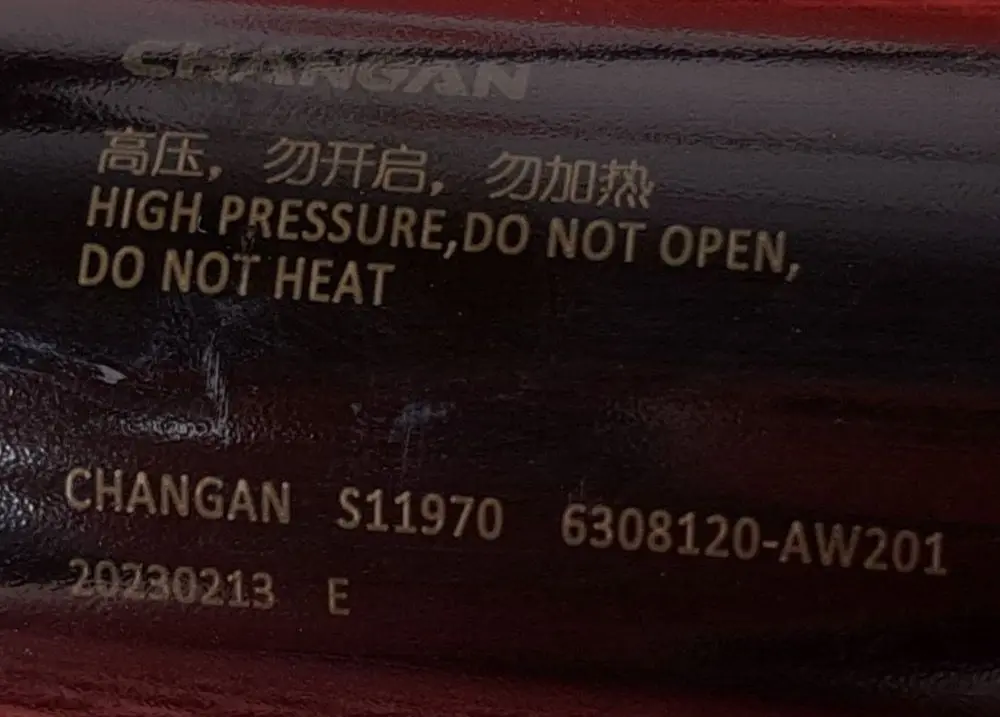 CHANGAN
高压，勿开启，勿加热
HIGH PRESSURE,DO NOT OPEN,
DO NOT HEAT
CHANGAN S11970 6308120-AW201
20230213 E